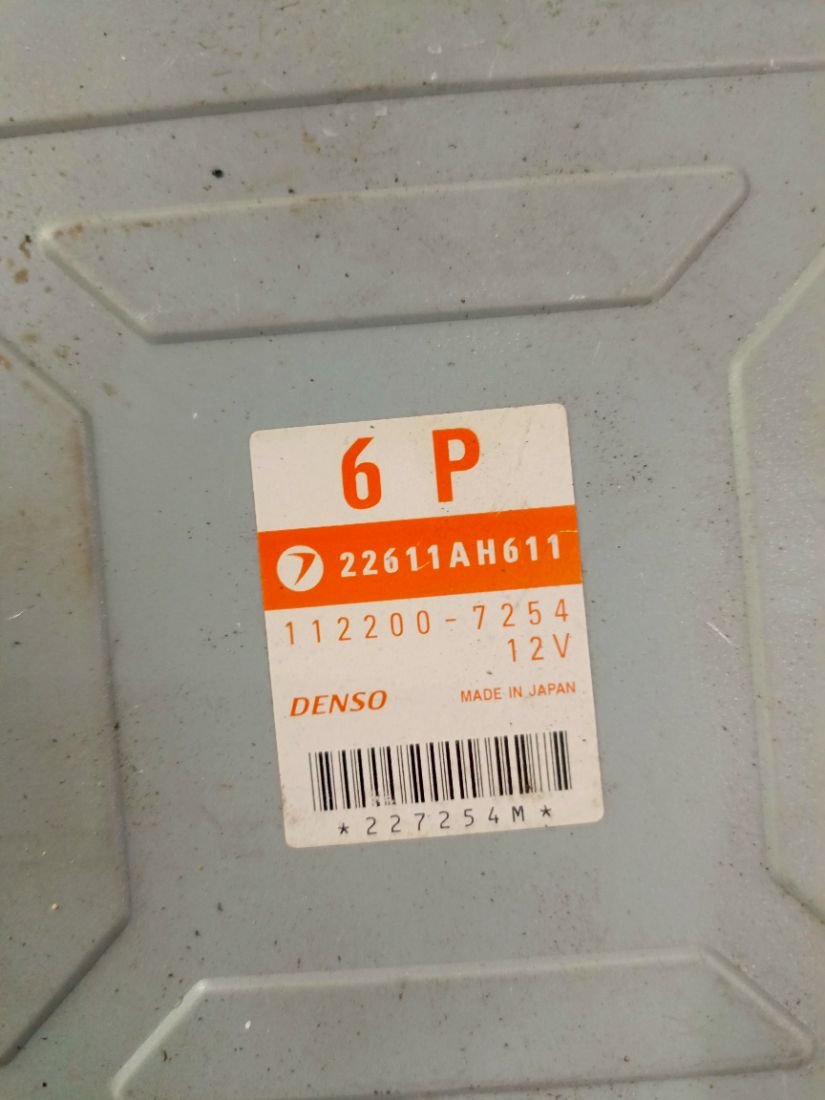 6 P
22611AH611
112200-7254
12V
DENSO MADE IN JAPAN
*227254M*